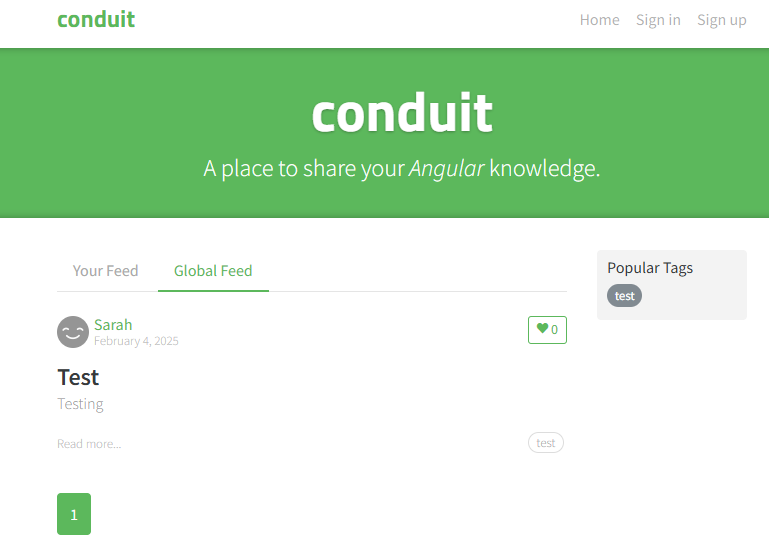 conduit
Home Sign in Sign up
conduit
A place to share your Angular knowledge.
Your Feed Global Feed
Sarah
February 4, 2025
0
Test
Testing
Read more...
test
1
Popular Tags
test